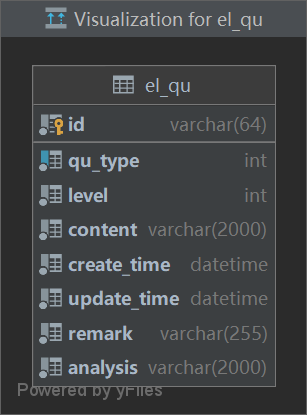 Visualization for el_qu
el_qu
id varchar(64)
qu_type int
level int
content varchar(2000)
create_time datetime
update_time datetime
remark varchar(255)
analysis varchar(2000)
Powered by yFiles